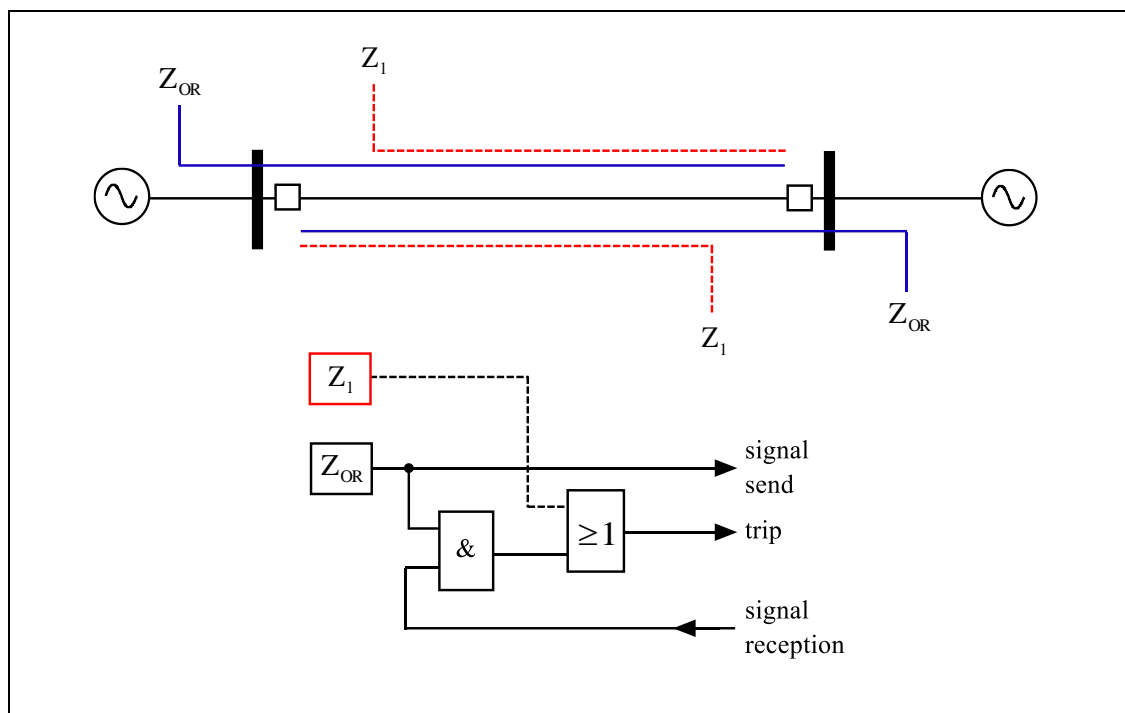 Z1
ZOR
Z1
ZOR
Z1
ZOR
signal
send
&
≥1
trip
signal
reception